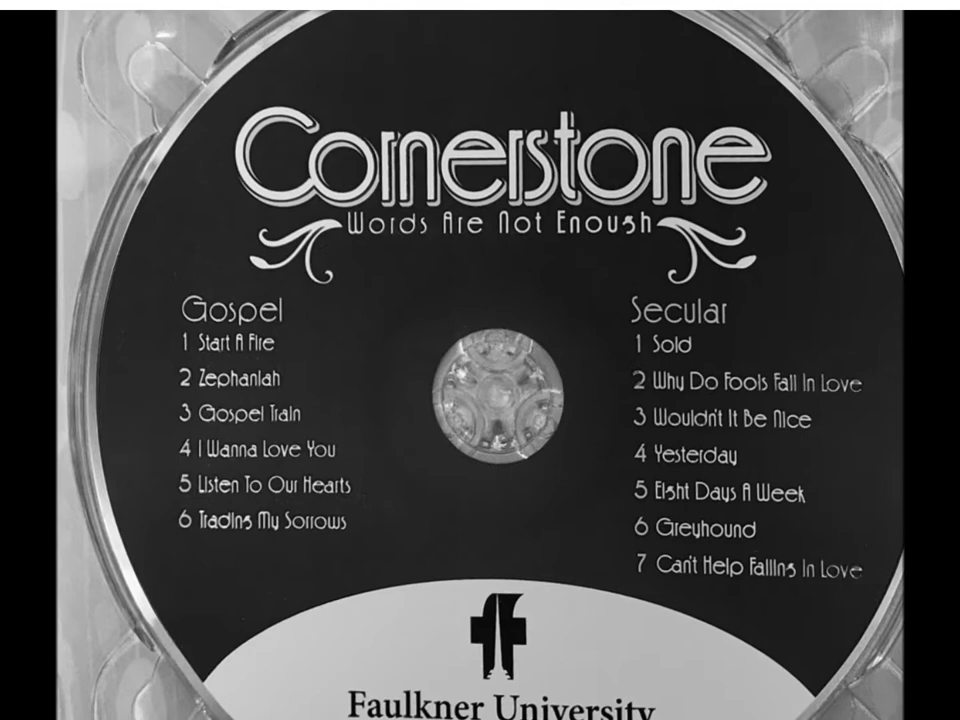 Cornerstone
Words Are Not Enough
Gospel
1 Start A Fire
2 Zephaniah
3 Gospel Train
4 I Wanna Love You
5 Listen To Our Hearts
6 Trading My Sorrows
Secular
1 Sold
2 Why Do Fools Fall In Love
3 Wouldn't It Be Nice
4 Yesterday
5 Eight Days A Week
6 Greyhound
7 Can't Help Falling In Love
Faulkner University